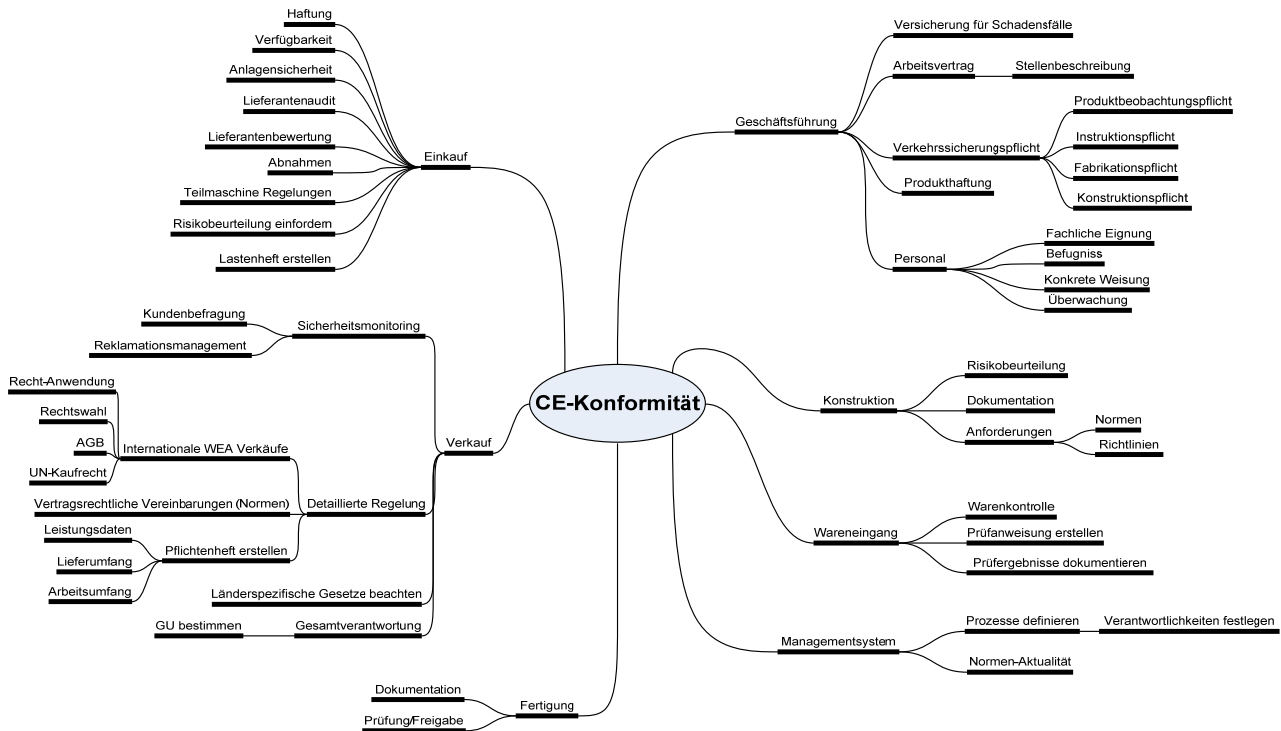 CE-Konformität
Geschäftsführung
Versicherung für Schadensfälle
Arbeitsvertrag
Stellenbeschreibung
Verkehrssicherungspflicht
Produktbeobachtungspflicht
Instruktionspflicht
Fabrikationspflicht
Konstruktionspflicht
Produkthaftung
Personal
Fachliche Eignung
Befugniss
Konkrete Weisung
Überwachung
Konstruktion
Risikobeurteilung
Dokumentation
Anforderungen
Normen
Richtlinien
Wareneingang
Warenkontrolle
Prüfanweisung erstellen
Prüfergebnisse dokumentieren
Managementsystem
Prozesse definieren
Verantwortlichkeiten festlegen
Normen-Aktualität
Fertigung
Dokumentation
Prüfung/Freigabe
Verkauf
Sicherheitsmonitoring
Kundenbefragung
Reklamationsmanagement
Detaillierte Regelung
Internationale WEA Verkäufe
Recht-Anwendung
Rechtswahl
AGB
UN-Kaufrecht
Vertragsrechtliche Vereinbarungen (Normen)
Pflichtenheft erstellen
Leistungsdaten
Lieferumfang
Arbeitsumfang
Länderspezifische Gesetze beachten
Gesamtverantwortung
GU bestimmen
Einkauf
Haftung
Verfügbarkeit
Anlagensicherheit
Lieferantenaudit
Lieferantenbewertung
Abnahmen
Teilmaschine Regelungen
Risikobeurteilung einfordern
Lastenheft erstellen